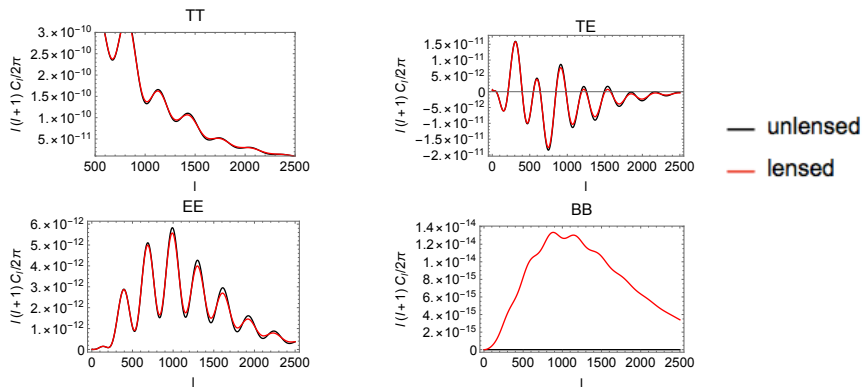 TT
3.×10⁻¹⁰
2.×10⁻¹⁰
2.×10⁻¹⁰
1.×10⁻¹⁰
1.×10⁻¹⁰
5.×10⁻¹¹
l (l+1) Cₗ/2π
500 1000 1500 2000 2500
l
TE
1.5×10⁻¹¹
1.×10⁻¹¹
5.×10⁻¹²
0
-5.×10⁻¹²
-1.×10⁻¹¹
-1.5×10⁻¹¹
-2.×10⁻¹¹
l (l+1) Cₗ/2π
0 500 1000 1500 2000 2500
l
unlensed
lensed
EE
6.×10⁻¹²
5.×10⁻¹²
4.×10⁻¹²
3.×10⁻¹²
2.×10⁻¹²
1.×10⁻¹²
0
l (l+1) Cₗ/2π
0 500 1000 1500 2000 2500
l
BB
1.4×10⁻¹⁴
1.2×10⁻¹⁴
1.×10⁻¹⁴
8.×10⁻¹⁵
6.×10⁻¹⁵
4.×10⁻¹⁵
2.×10⁻¹⁵
0
l (l+1) Cₗ/2π
0 500 1000 1500 2000 2500
l